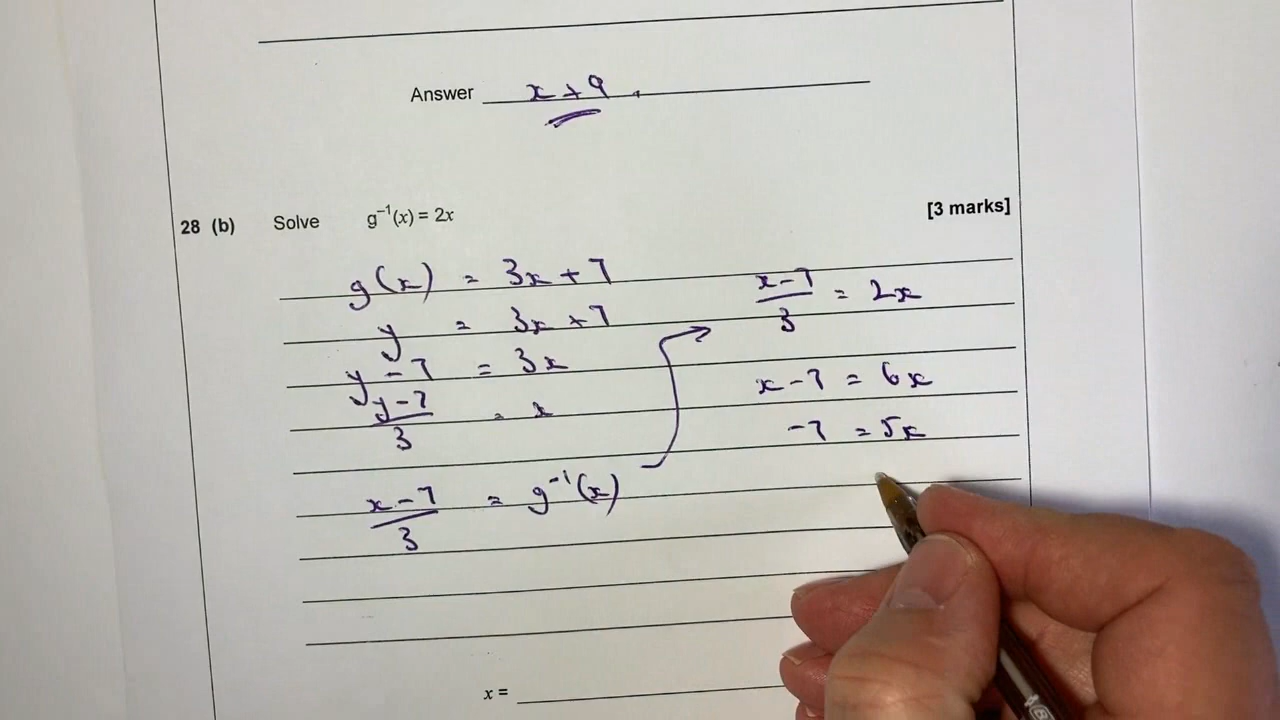 Answer x + 9
28 (b) Solve g⁻¹(x) = 2x [3 marks]
g(x) = 3x + 7
y = 3x + 7
y - 7 = 3x
y - 7 / 3 = x
x - 7 / 3 = g⁻¹(x)
x - 7 / 3 = 2x
x - 7 = 6x
-7 = 5x
x =